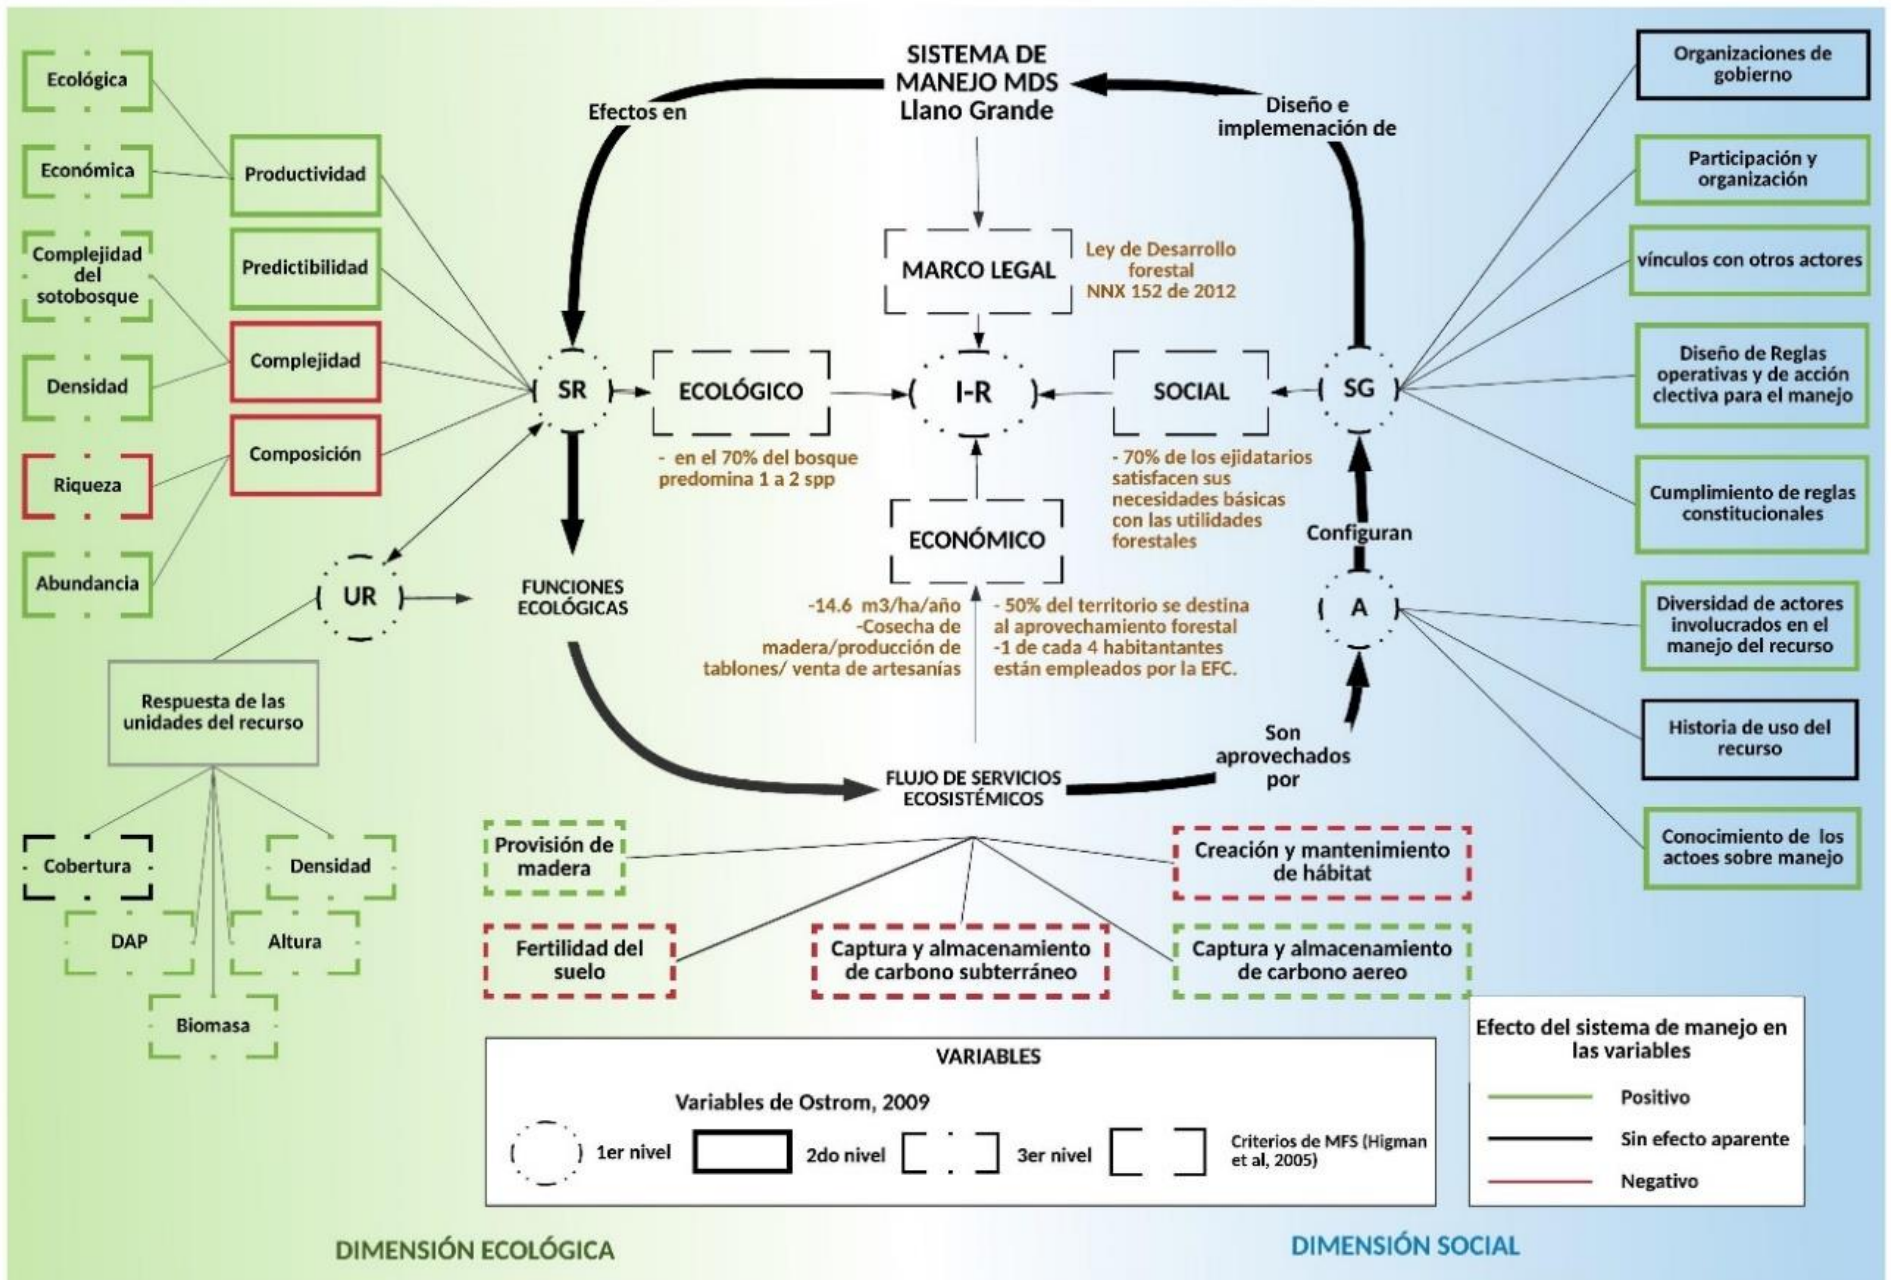 SISTEMA DE
MANEJO MDS
Llano Grande
Efectos en
Diseño e
implemenación de
Ecológica
Económica
Complejidad
del
sotobosque
Densidad
Riqueza
Abundancia
Productividad
Predictibilidad
Complejidad
Composición
SR
UR
Respuesta de las
unidades del recurso
Cobertura
Densidad
DAP
Altura
Biomasa
MARCO LEGAL
Ley de Desarrollo
forestal
NNX 152 de 2012
ECOLÓGICO
- en el 70% del bosque
predomina 1 a 2 spp
I-R
SOCIAL
- 70% de los ejidatarios
satisfacen sus
necesidades básicas
con las utilidades
forestales
ECONÓMICO
-14.6 m3/ha/año
-Cosecha de
madera/producción de
tablones/ venta de artesanías
- 50% del territorio se destina
al aprovechamiento forestal
-1 de cada 4 habitantantes
están empleados por la EFC.
FUNCIONES
ECOLÓGICAS
FLUJO DE SERVICIOS
ECOSISTÉMICOS
Son
aprovechados
por
SG
Configuran
A
Organizaciones de
gobierno
Participación y
organización
vínculos con otros actores
Diseño de Reglas
operativas y de acción
clectiva para el manejo
Cumplimiento de reglas
constitucionales
Diversidad de actores
involucrados en el
manejo del recurso
Historia de uso del
recurso
Conocimiento de los
actoes sobre manejo
Provisión de
madera
Creación y mantenimiento
de hábitat
Fertilidad del
suelo
Captura y almacenamiento
de carbono subterráneo
Captura y almacenamiento
de carbono aereo
VARIABLES
Variables de Ostrom, 2009
1er nivel
2do nivel
3er nivel
Criterios de MFS (Higman
et al, 2005)
Efecto del sistema de manejo en
las variables
Positivo
Sin efecto aparente
Negativo
DIMENSIÓN ECOLÓGICA
DIMENSIÓN SOCIAL